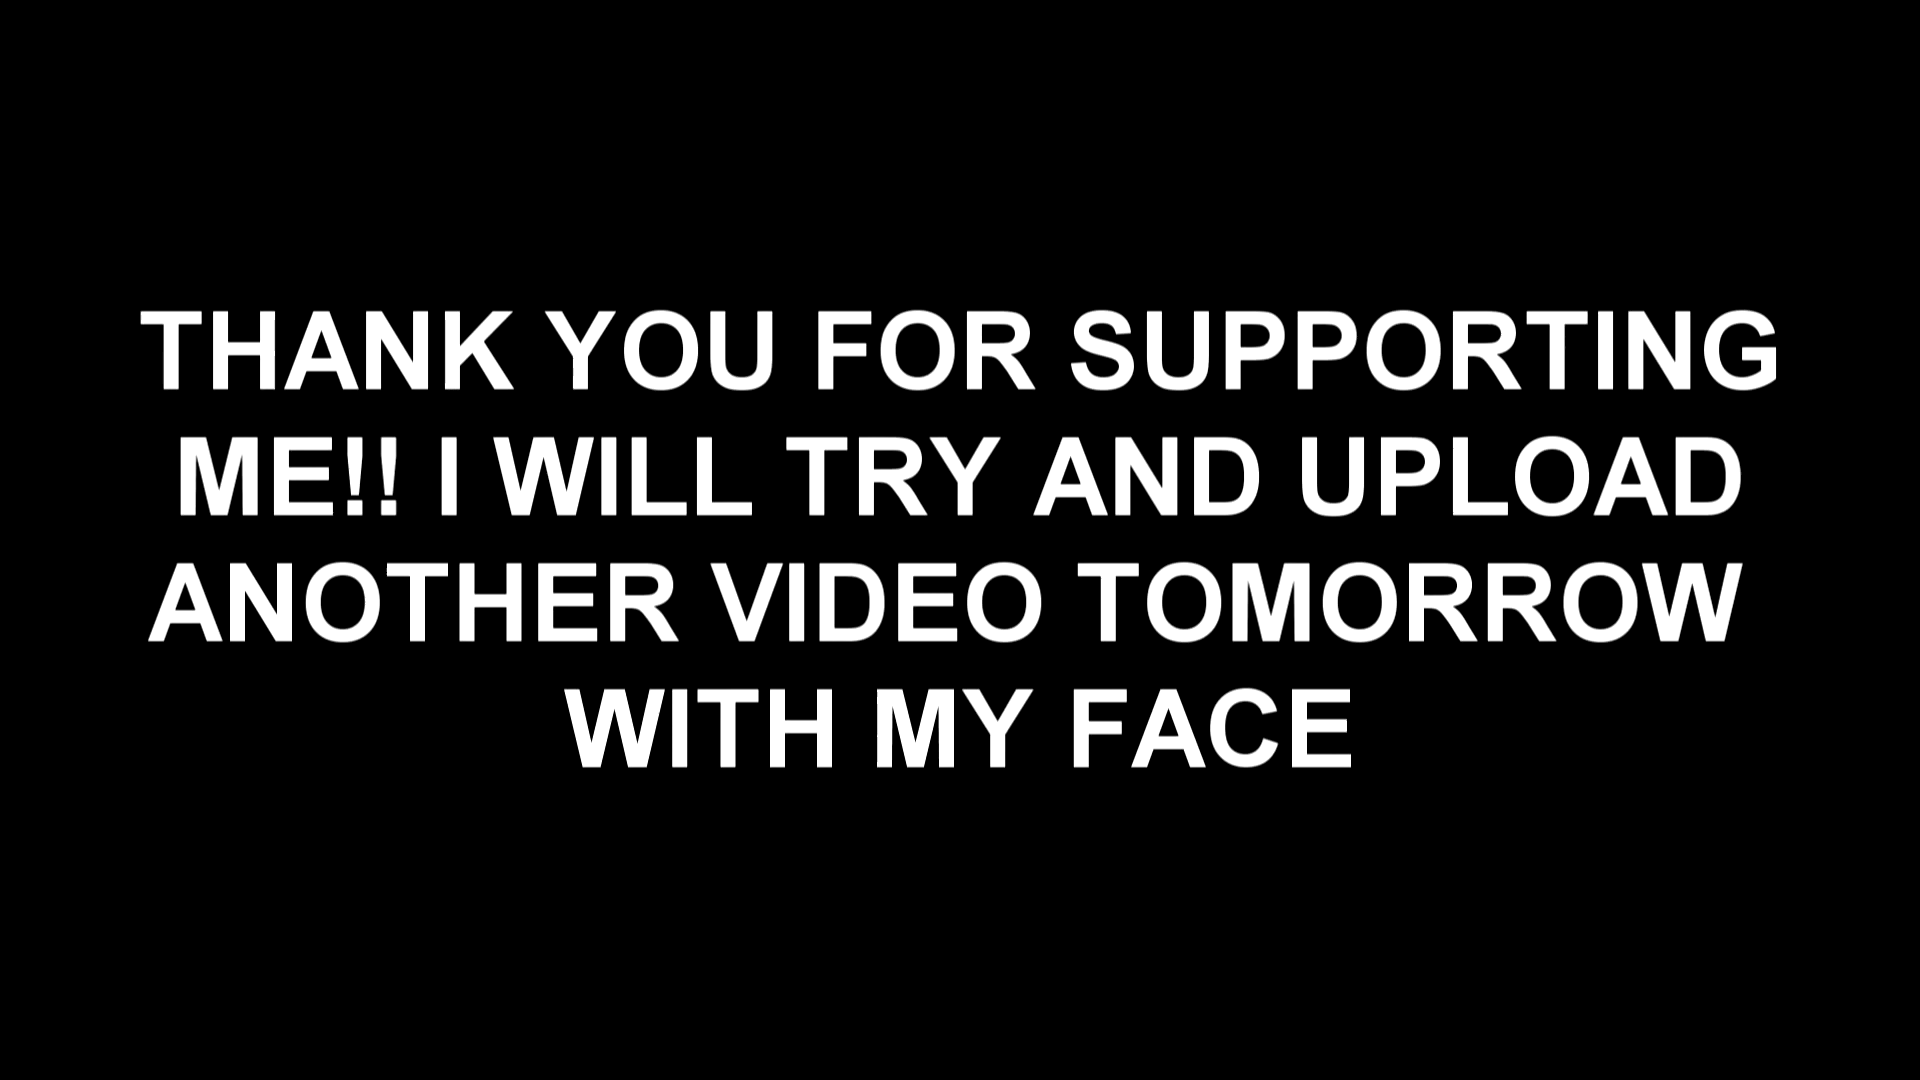 THANK YOU FOR SUPPORTING
ME!! I WILL TRY AND UPLOAD
ANOTHER VIDEO TOMORROW
WITH MY FACE